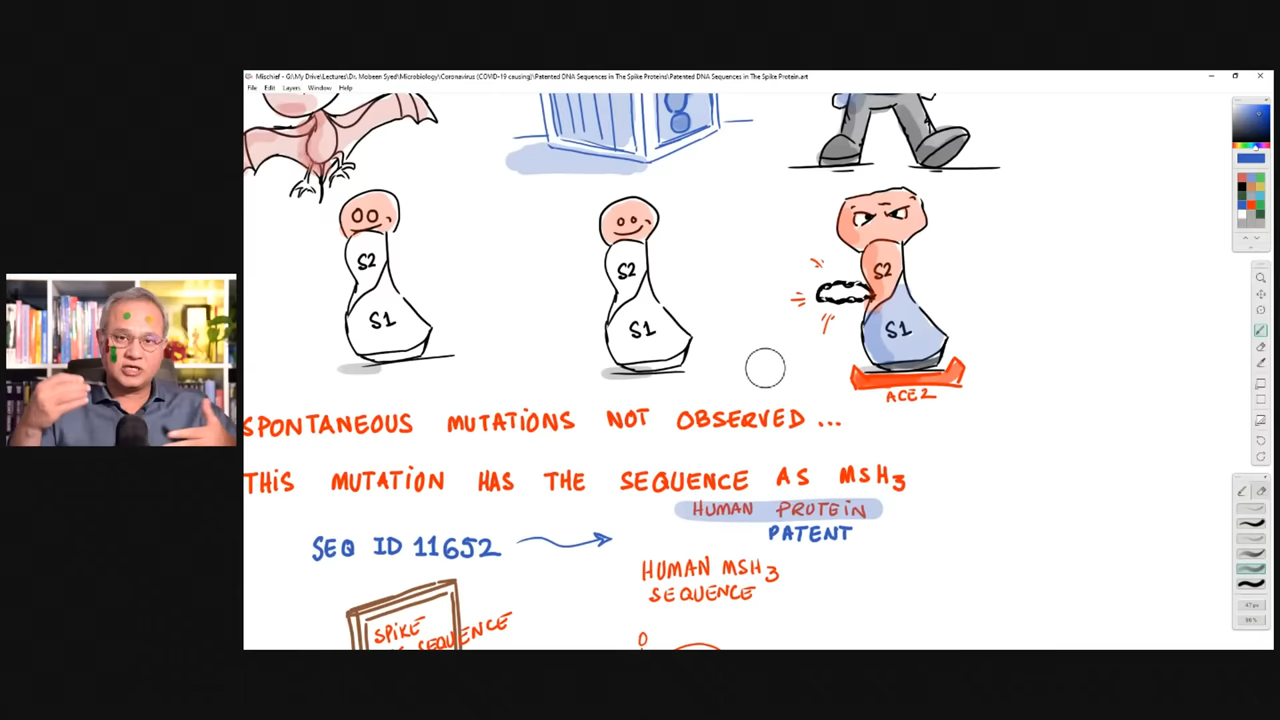 Mischief - G:\My Drive\Lectures\Dr. Mobeen Syed\Microbiology\Coronavirus (COVID-19 causing)\Patented DNA Sequences in The Spike Proteins\Patented DNA Sequences in The Spike Protein.art
File Edit Layers Window Help
S2
S1
S2
S1
S2
S1
ACE2
SPONTANEOUS MUTATIONS NOT OBSERVED...
THIS MUTATION HAS THE SEQUENCE AS MSH3
HUMAN PROTEIN
PATENT
SEQ ID 11652
HUMAN MSH3
SEQUENCE
SPIKE
SEQUENCE
47 px
86%